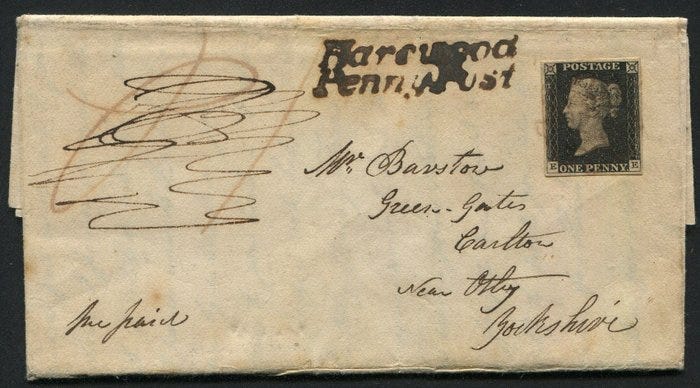 Harewood
Penny Post
POSTAGE
E E
ONE PENNY
Mr. Barstow
Green-Gates
Carlton
Near Otley
Yorkshire
pre paid